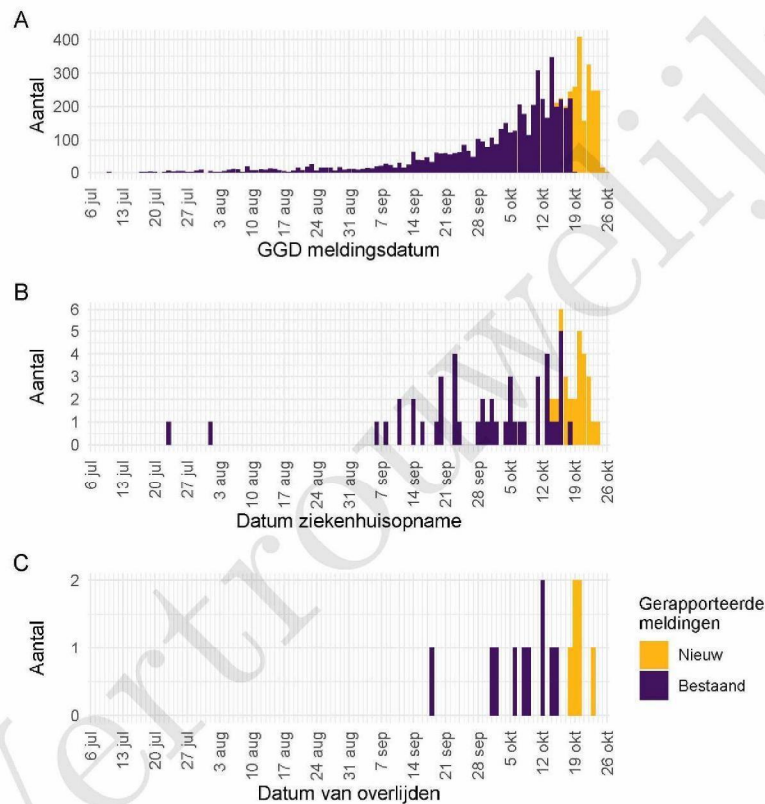 A
400
300
200
100
0
Aantal
6 jul
13 jul
20 jul
27 jul
3 aug
10 aug
17 aug
24 aug
31 aug
7 sep
14 sep
21 sep
28 sep
5 okt
12 okt
19 okt
26 okt
GGD meldingsdatum
B
6
5
4
3
2
1
0
Aantal
6 jul
13 jul
20 jul
27 jul
3 aug
10 aug
17 aug
24 aug
31 aug
7 sep
14 sep
21 sep
28 sep
5 okt
12 okt
19 okt
26 okt
Datum ziekenhuisopname
C
2
1
0
Aantal
6 jul
13 jul
20 jul
27 jul
3 aug
10 aug
17 aug
24 aug
31 aug
7 sep
14 sep
21 sep
28 sep
5 okt
12 okt
19 okt
26 okt
Datum van overlijden
Gerapporteerde
meldingen
Nieuw
Bestaand